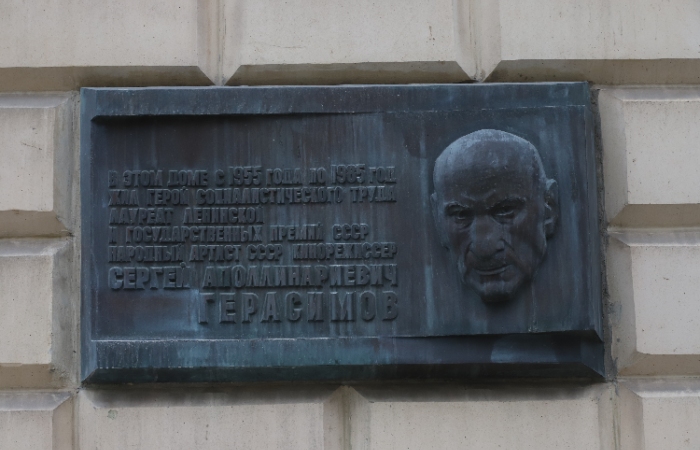 В ЭТОМ ДОМЕ С 1955 ГОДА ПО 1985 ГОД
ЖИЛ ГЕРОЙ СОЦИАЛИСТИЧЕСКОГО ТРУДА
ЛАУРЕАТ ЛЕНИНСКОЙ
И ГОСУДАРСТВЕННЫХ ПРЕМИЙ СССР
НАРОДНЫЙ АРТИСТ СССР КИНОРЕЖИССЕР
СЕРГЕЙ АПОЛЛИНАРИЕВИЧ
ГЕРАСИМОВ